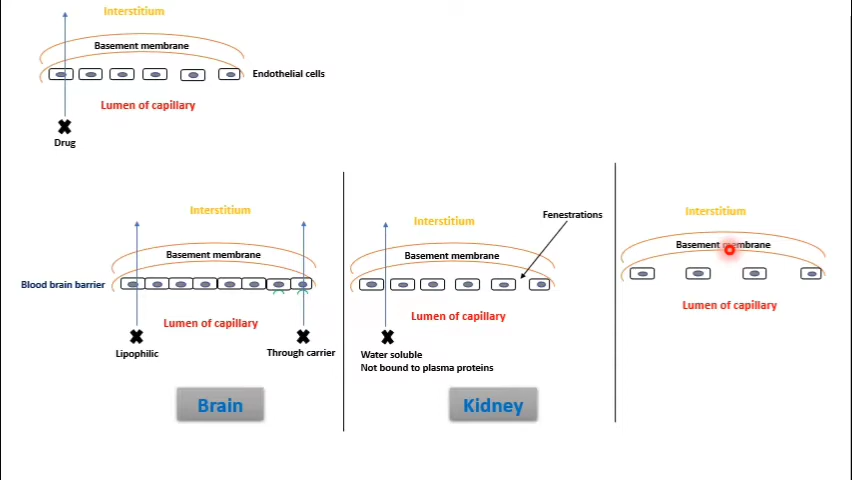 Interstitium
Basement membrane
Endothelial cells
Lumen of capillary
Drug
Interstitium
Basement membrane
Blood brain barrier
Lumen of capillary
Lipophilic
Through carrier
Brain
Interstitium
Fenestrations
Basement membrane
Lumen of capillary
Water soluble
Not bound to plasma proteins
Kidney
Interstitium
Basement membrane
Lumen of capillary